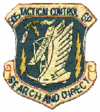 TACTICAL CONTROL GP
SEARCH AND DIRECT